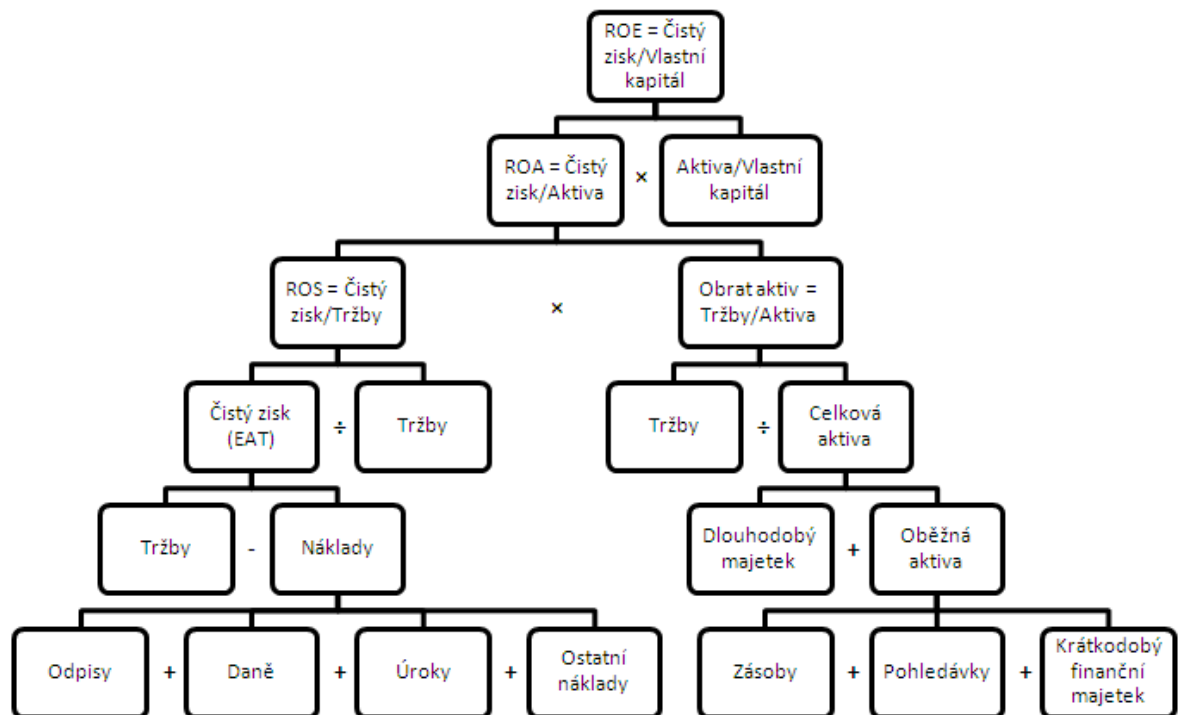 ROE = Čistý
zisk/Vlastní
kapitál
ROA = Čistý
zisk/Aktiva
×
Aktiva/Vlastní
kapitál
ROS = Čistý
zisk/Tržby
×
Obrat aktiv =
Tržby/Aktiva
Čistý zisk
(EAT)
÷
Tržby
Tržby
÷
Celková
aktiva
Tržby
-
Náklady
Dlouhodobý
majetek
+
Oběžná
aktiva
Odpisy
+
Daně
+
Úroky
+
Ostatní
náklady
Zásoby
+
Pohledávky
+
Krátkodobý
finanční
majetek